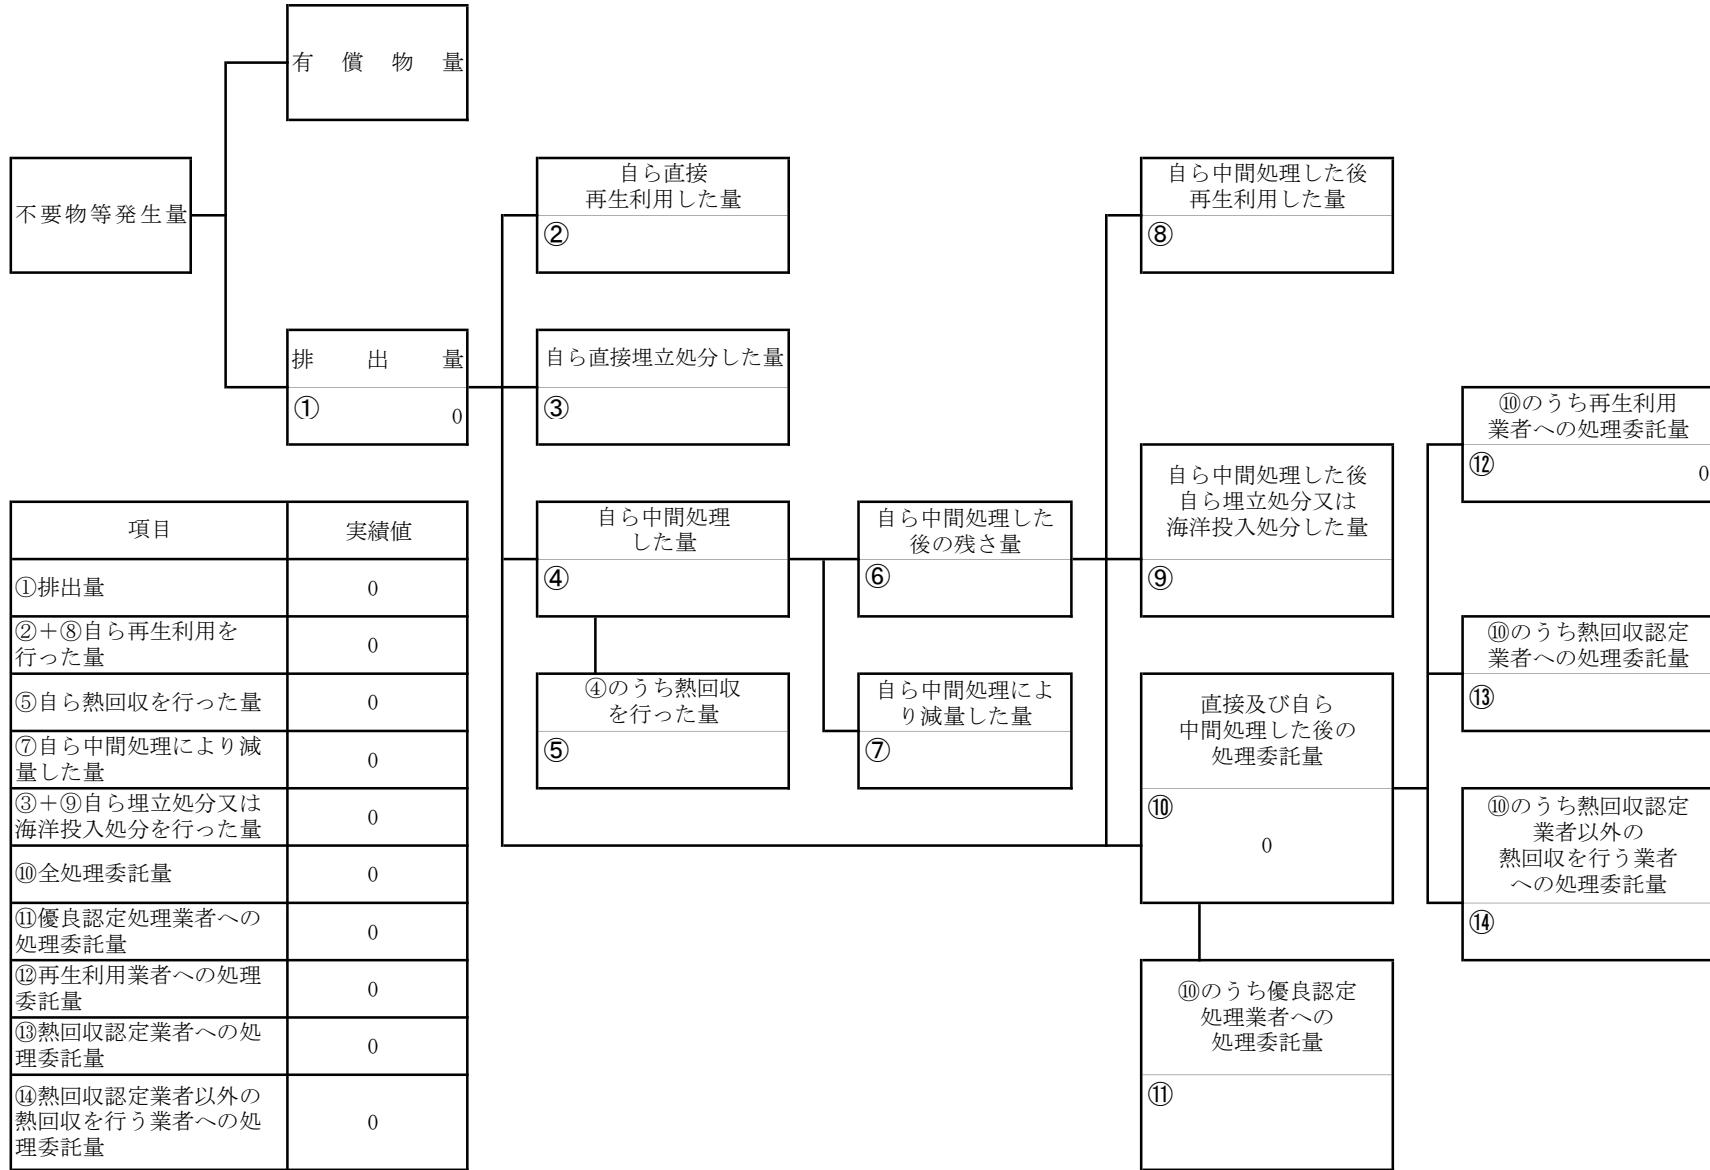 有償物量
不要物等発生量
自ら直接
再生利用した量
②
自ら中間処理した後
再生利用した量
⑧
排出量
①
0
自ら直接埋立処分した量
③
⑩のうち再生利用
業者への処理委託量
⑫
0
自ら中間処理
した量
④
自ら中間処理した
後の残さ量
⑥
自ら中間処理した後
自ら埋立処分又は
海洋投入処分した量
⑨
⑩のうち熱回収認定
業者への処理委託量
⑬
④のうち熱回収
を行った量
⑤
自ら中間処理によ
り減量した量
⑦
直接及び自ら
中間処理した後の
処理委託量
⑩
0
⑩のうち熱回収認定
業者以外の
熱回収を行う業者
への処理委託量
⑭
⑩のうち優良認定
処理業者への
処理委託量
⑪
項目 実績値
①排出量 0
②＋⑧自ら再生利用を
行った量
0
⑤自ら熱回収を行った量 0
⑦自ら中間処理により減
量した量
0
③＋⑨自ら埋立処分又は
海洋投入処分を行った量
0
⑩全処理委託量 0
⑪優良認定処理業者への
処理委託量
0
⑫再生利用業者への処理
委託量
0
⑬熱回収認定業者への処
理委託量
0
⑭熱回収認定業者以外の
熱回収を行う業者への処
理委託量
0